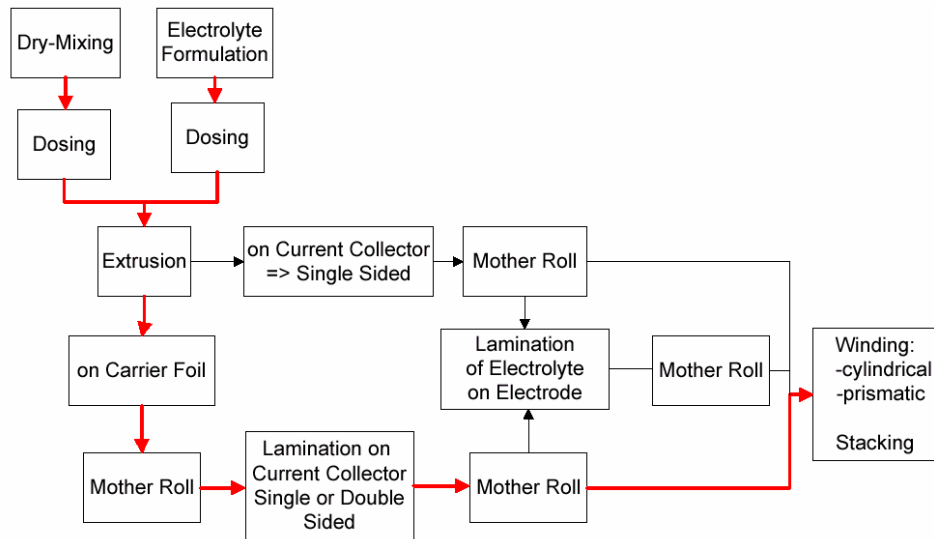 Dry-Mixing
Electrolyte
Formulation
Dosing
Dosing
Extrusion
on Current Collector
=> Single Sided
Mother Roll
on Carrier Foil
Lamination
of Electrolyte
on Electrode
Mother Roll
Winding:
-cylindrical
-prismatic
Stacking
Mother Roll
Lamination on
Current Collector
Single or Double
Sided
Mother Roll